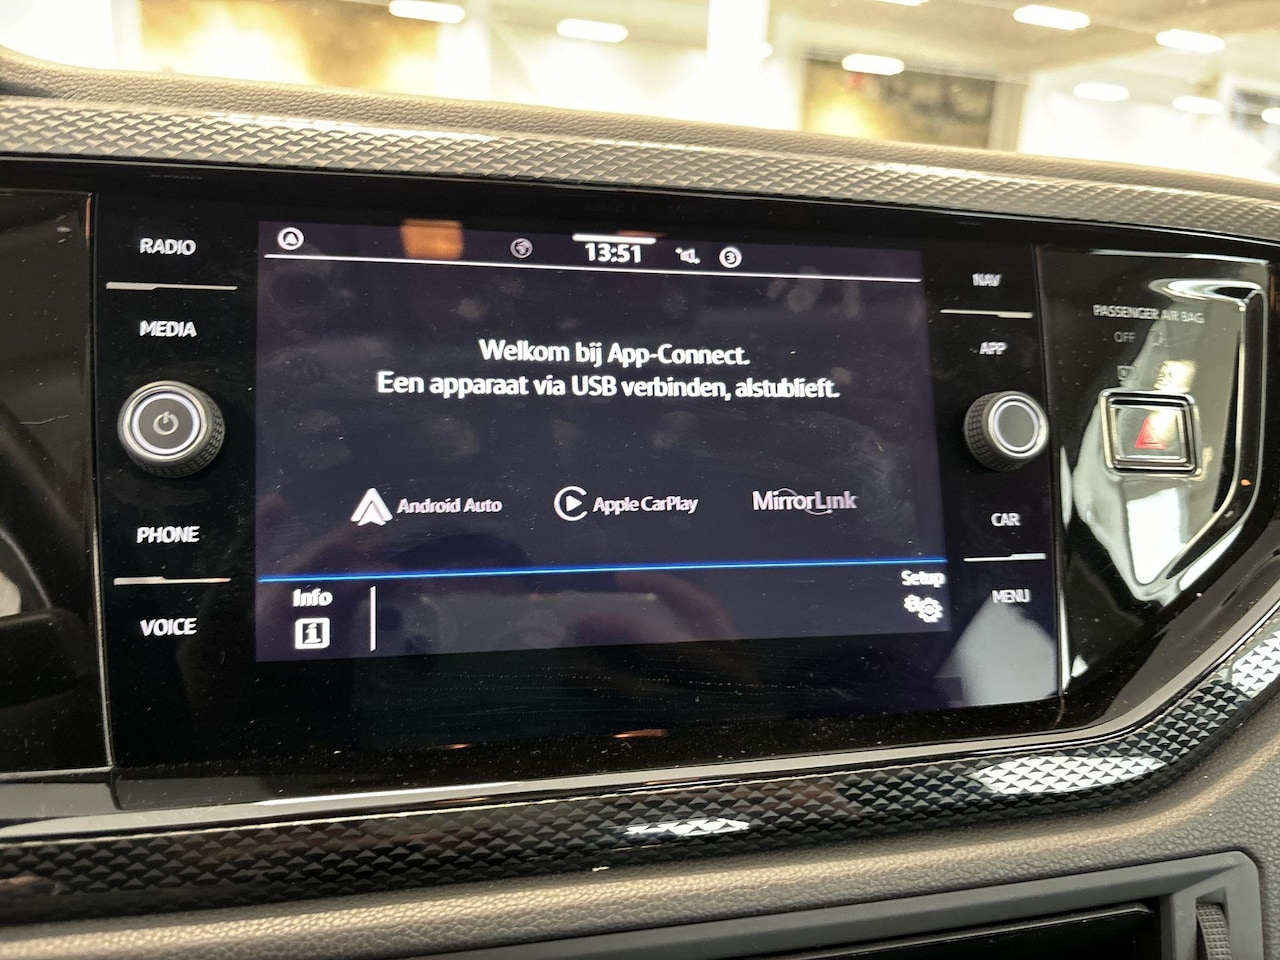 RADIO
MEDIA
PHONE
VOICE
13:51
3
Welkom bij App-Connect.
Een apparaat via USB verbinden, alstublieft.
Android Auto
Apple CarPlay
MirrorLink
Info
Setup
NAV
APP
CAR
MENU
PASSENGER AIR BAG
OFF